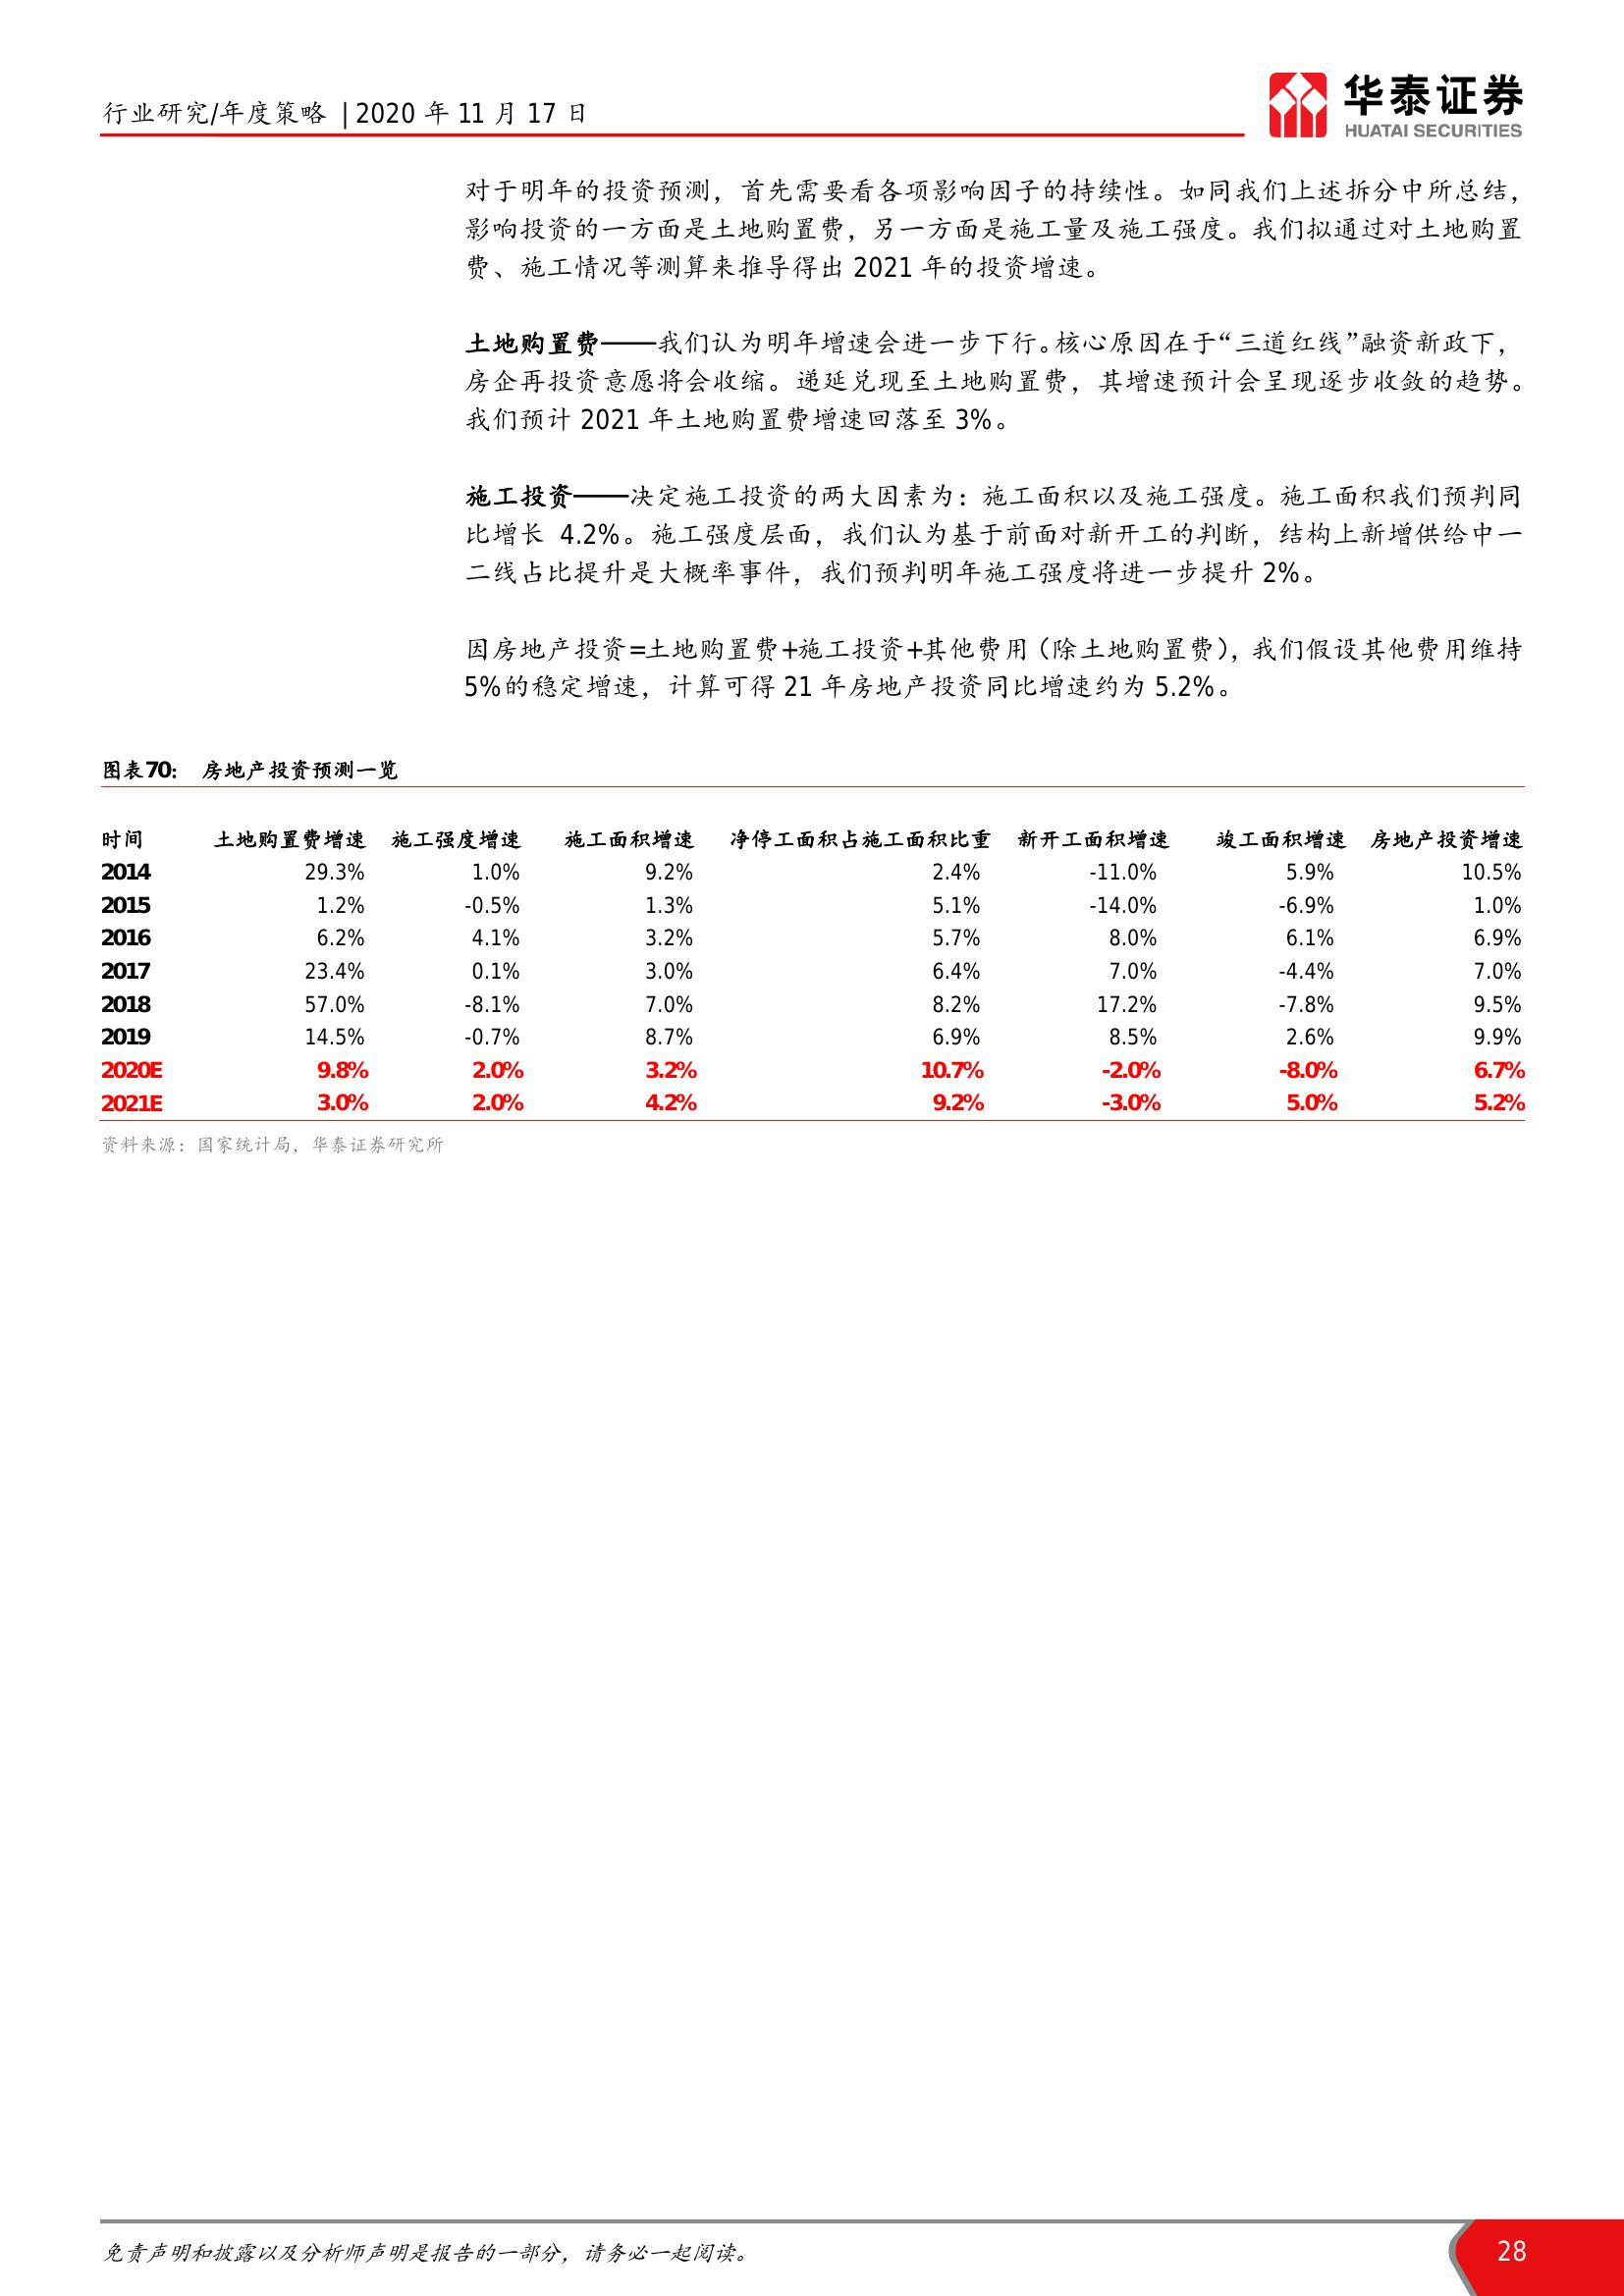 行业研究/年度策略 | 2020 年 11 月 17 日
华泰证券
HUATAI SECURITIES
对于明年的投资预测，首先需要看各项影响因子的持续性。如同我们上述拆分中所总结，
影响投资的一方面是土地购置费，另一方面是施工量及施工强度。我们拟通过对土地购置
费、施工情况等测算来推导得出 2021 年的投资增速。
土地购置费——我们认为明年增速会进一步下行。核心原因在于“三道红线”融资新政下，
房企再投资意愿将会收缩。递延兑现至土地购置费，其增速预计会呈现逐步收敛的趋势。
我们预计 2021 年土地购置费增速回落至 3%。
施工投资——决定施工投资的两大因素为：施工面积以及施工强度。施工面积我们预判同
比增长 4.2%。施工强度层面，我们认为基于前面对新开工的判断，结构上新增供给中一
二线占比提升是大概率事件，我们预判明年施工强度将进一步提升 2%。
因房地产投资=土地购置费+施工投资+其他费用（除土地购置费），我们假设其他费用维持
5%的稳定增速，计算可得 21 年房地产投资同比增速约为 5.2%。
图表70： 房地产投资预测一览
时间 土地购置费增速 施工强度增速 施工面积增速 净停工面积占施工面积比重 新开工面积增速 竣工面积增速 房地产投资增速
2014 29.3% 1.0% 9.2% 2.4% -11.0% 5.9% 10.5%
2015 1.2% -0.5% 1.3% 5.1% -14.0% -6.9% 1.0%
2016 6.2% 4.1% 3.2% 5.7% 8.0% 6.1% 6.9%
2017 23.4% 0.1% 3.0% 6.4% 7.0% -4.4% 7.0%
2018 57.0% -8.1% 7.0% 8.2% 17.2% -7.8% 9.5%
2019 14.5% -0.7% 8.7% 6.9% 8.5% 2.6% 9.9%
2020E 9.8% 2.0% 3.2% 10.7% -2.0% -8.0% 6.7%
2021E 3.0% 2.0% 4.2% 9.2% -3.0% 5.0% 5.2%
资料来源：国家统计局，华泰证券研究所
免责声明和披露以及分析师声明是报告的一部分，请务必一起阅读。
28